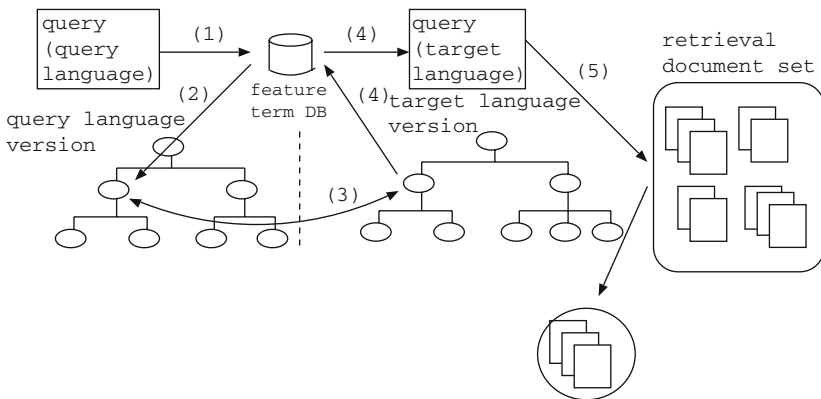 query
(query
language)
(1)
(4)
query
(target
language)
(5)
retrieval
document set
(2)
feature
term DB
(4)
target language
version
query language
version
(3)